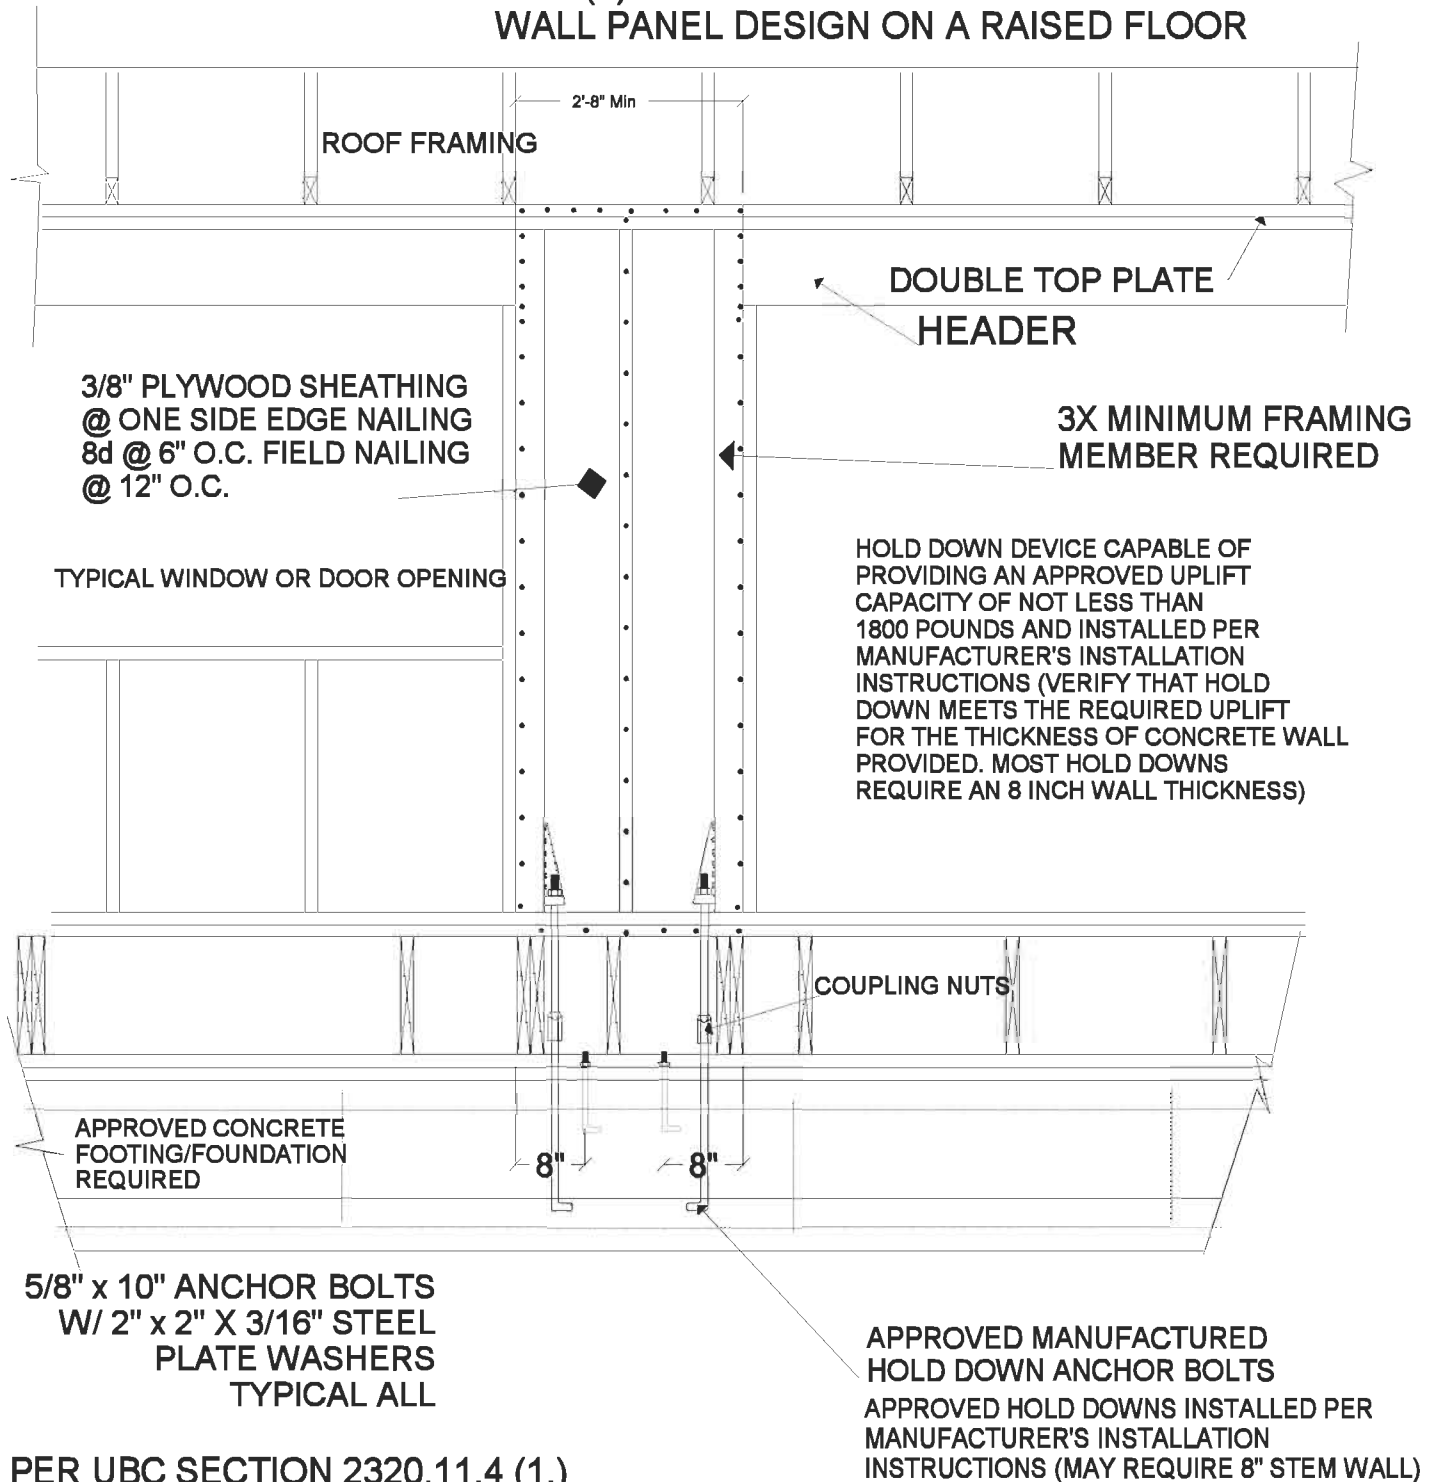 WALL PANEL DESIGN ON A RAISED FLOOR
2'-8" Min
ROOF FRAMING
DOUBLE TOP PLATE
HEADER
3/8" PLYWOOD SHEATHING
@ ONE SIDE EDGE NAILING
8d @ 6" O.C. FIELD NAILING
@ 12" O.C.
3X MINIMUM FRAMING
MEMBER REQUIRED
TYPICAL WINDOW OR DOOR OPENING
HOLD DOWN DEVICE CAPABLE OF
PROVIDING AN APPROVED UPLIFT
CAPACITY OF NOT LESS THAN
1800 POUNDS AND INSTALLED PER
MANUFACTURER'S INSTALLATION
INSTRUCTIONS (VERIFY THAT HOLD
DOWN MEETS THE REQUIRED UPLIFT
FOR THE THICKNESS OF CONCRETE WALL
PROVIDED. MOST HOLD DOWNS
REQUIRE AN 8 INCH WALL THICKNESS)
COUPLING NUTS
APPROVED CONCRETE
FOOTING/FOUNDATION
REQUIRED
8"
8"
5/8" x 10" ANCHOR BOLTS
W/ 2" x 2" X 3/16" STEEL
PLATE WASHERS
TYPICAL ALL
APPROVED MANUFACTURED
HOLD DOWN ANCHOR BOLTS
APPROVED HOLD DOWNS INSTALLED PER
MANUFACTURER'S INSTALLATION
INSTRUCTIONS (MAY REQUIRE 8" STEM WALL)
PER UBC SECTION 2320.11.4 (1.)